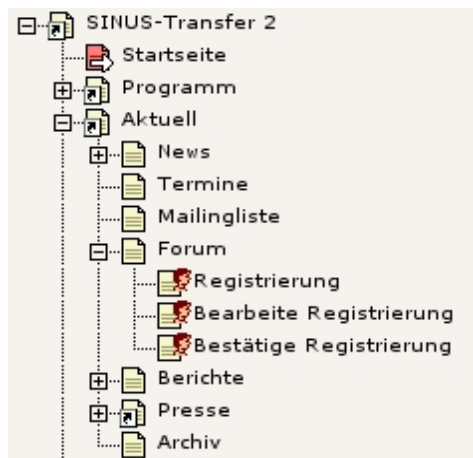 SINUS-Transfer 2
Startseite
Programm
Aktuell
News
Termine
Mailingliste
Forum
Registrierung
Bearbeite Registrierung
Bestätige Registrierung
Berichte
Presse
Archiv